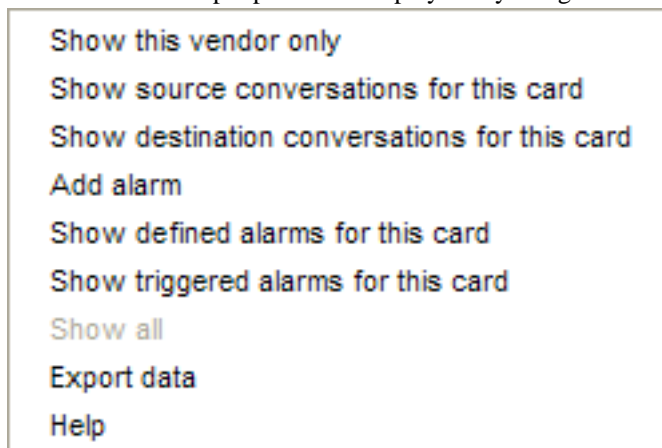 Show this vendor only
Show source conversations for this card
Show destination conversations for this card
Add alarm
Show defined alarms for this card
Show triggered alarms for this card
Show all
Export data
Help